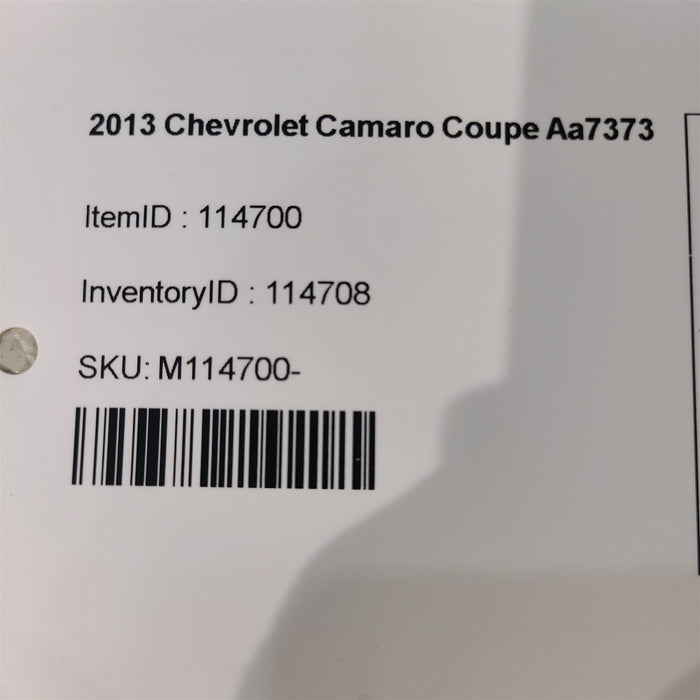 2013 Chevrolet Camaro Coupe Aa7373
ItemID : 114700
InventoryID : 114708
SKU: M114700-